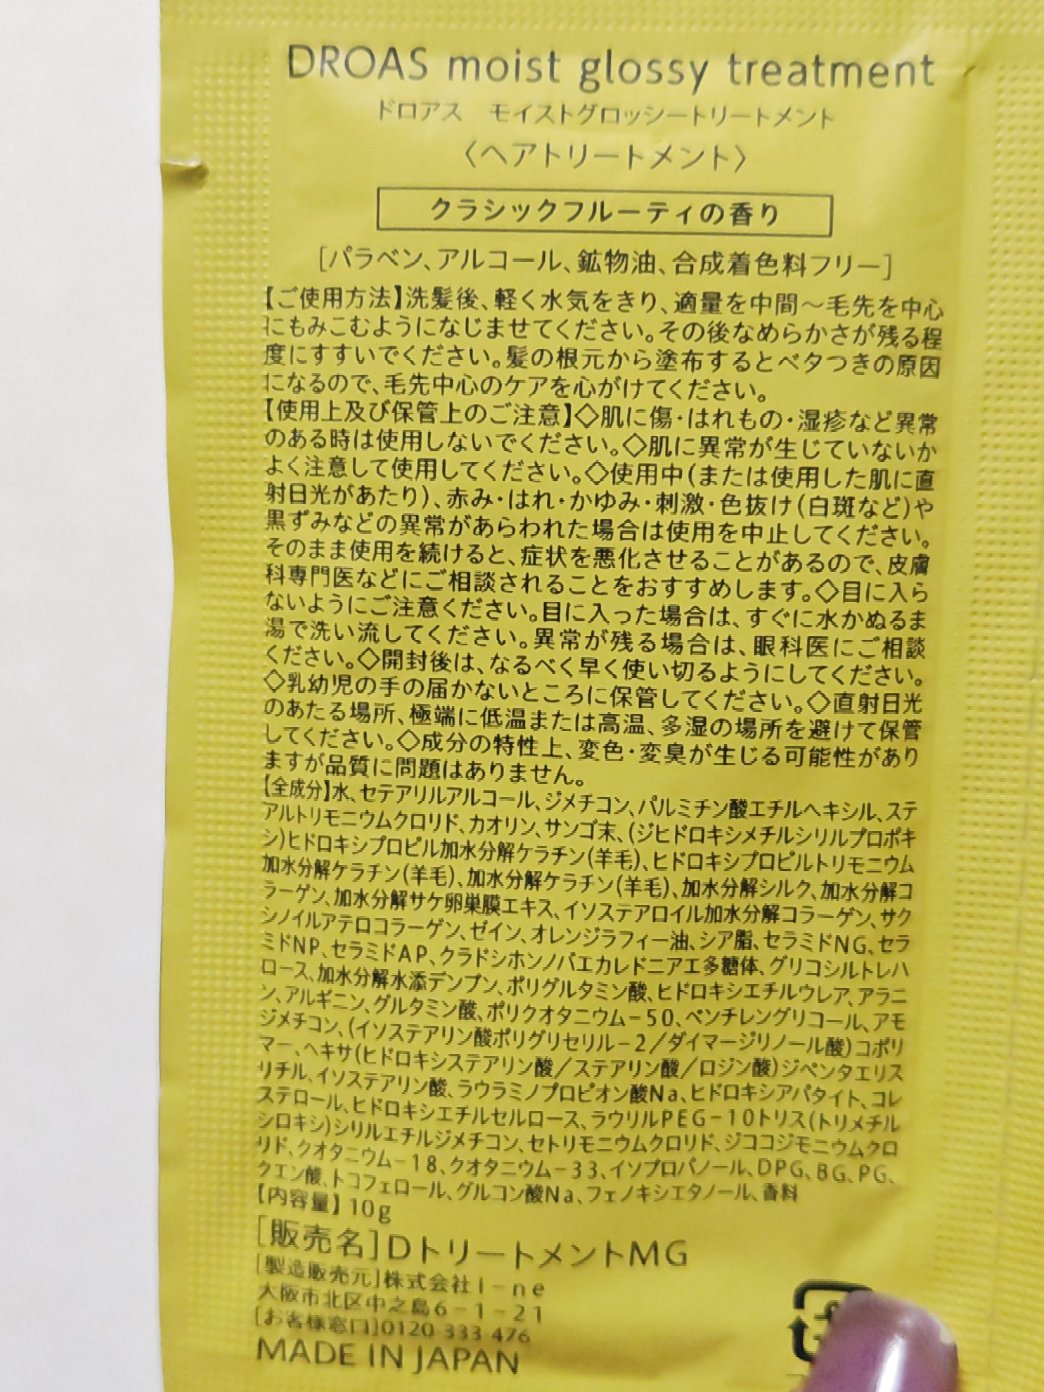 DROAS moist glossy treatment
ドロアス モイストグロッシートリートメント
〈ヘアトリートメント〉
クラシックフルーティの香り
[パラベン、アルコール、鉱物油、合成着色料フリー]
【ご使用方法】洗髪後、軽く水気をきり、適量を中間～毛先を中心
にもみこむようになじませてください。その後なめらかさが残る程
度にすすいでください。髪の根元から塗布するとベタつきの原因
になるので、毛先中心のケアを心がけてください。
【使用上及び保管上のご注意】◇肌に傷・はれもの・湿疹など異常
のある時は使用しないでください。◇肌に異常が生じていないか
よく注意して使用してください。◇使用中(または使用した肌に直
射日光があたり)、赤み・はれ・かゆみ・刺激・色抜け(白斑など)や
黒ずみなどの異常があらわれた場合は使用を中止してください。
そのまま使用を続けると、症状を悪化させることがあるので、皮膚
科専門医などにご相談されることをおすすめします。◇目に入ら
ないようにご注意ください。目に入った場合は、すぐに水かぬるま
湯で洗い流してください。異常が残る場合は、眼科医にご相談
ください。◇開封後は、なるべく早く使い切るようにしてください。
◇乳幼児の手の届かないところに保管してください。◇直射日光
のあたる場所、極端に低温または高温、多湿の場所を避けて保管
してください。◇成分の特性上、変色・変臭が生じる可能性があり
ますが品質に問題はありません。
【全成分】水、セテアリルアルコール、ジメチコン、パルミチン酸エチルヘキシル、ステ
アルトリモニウムクロリド、カオリン、サンゴ末、(ジヒドロキシメチルシリルプロポキ
シ)ヒドロキシプロピル加水分解ケラチン(羊毛)、ヒドロキシプロピルトリモニウム
加水分解ケラチン(羊毛)、加水分解ケラチン(羊毛)、加水分解シルク、加水分解コ
ラーゲン、加水分解サケ卵巣膜エキス、イソステアロイル加水分解コラーゲン、サク
シノイルアテロコラーゲン、ゼイン、オレンジラフィー油、シア脂、セラミドNG、セラ
ミドNP、セラミドAP、クラドシホンノバエカレドニアエ多糖体、グリコシルトレハ
ロース、加水分解水添デンプン、ポリグルタミン酸、ヒドロキシエチルウレア、アラニ
ン、アルギニン、グルタミン酸、ポリクオタニウム-50、ペンチレングリコール、アモ
ジメチコン、(イソステアリン酸ポリグリセリル-2/ダイマージリノール酸)コポリ
マー、ヘキサ(ヒドロキシステアリン酸/ステアリン酸/ロジン酸)ジペンタエリス
リチル、イソステアリン酸、ラウラミノプロピオン酸Na、ヒドロキシアパタイト、コレ
ステロール、ヒドロキシエチルセルロース、ラウリルPEG-10トリス(トリメチル
シロキシ)シリルエチルジメチコン、セトリモニウムクロリド、ジココジモニウムクロ
リド、クオタニウム-18、クオタニウム-33、イソプロパノール、DPG、BG、PG、
クエン酸、トコフェロール、グルコン酸Na、フェノキシエタノール、香料
【内容量】10g
[販売名]DトリートメントMG
[製造販売元]株式会社I-ne
大阪市北区中之島6-1-21
[お客様窓口]0120 333 476
MADE IN JAPAN